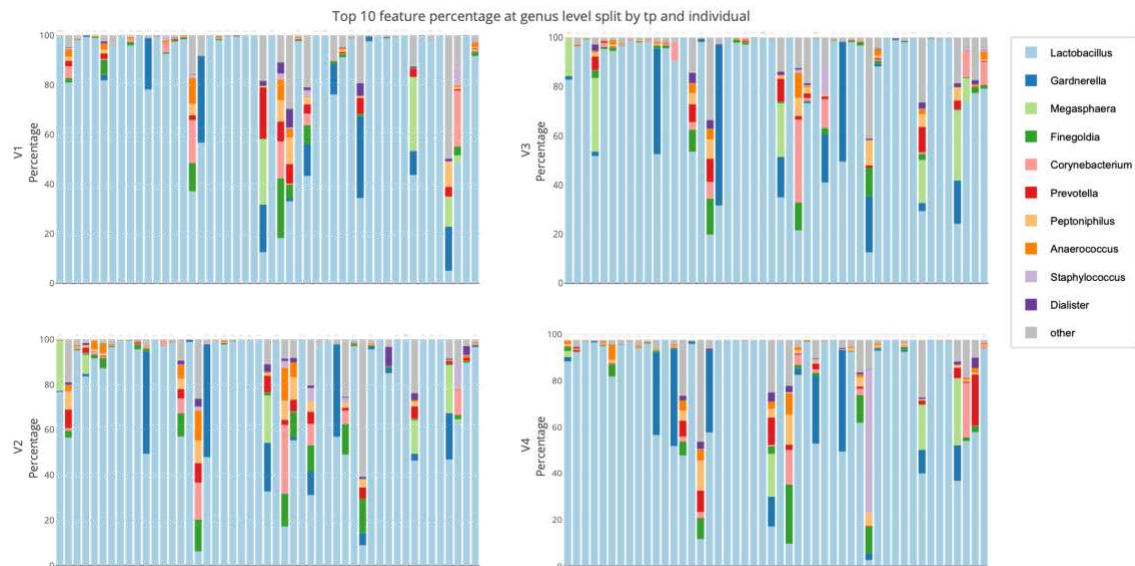 Top 10 feature percentage at genus level split by tp and individual
V1
Percentage
100
80
60
40
20
0
V3
Percentage
100
80
60
40
20
0
V2
Percentage
100
80
60
40
20
0
V4
Percentage
100
80
60
40
20
0
Lactobacillus
Gardnerella
Megasphaera
Finegoldia
Corynebacterium
Prevotella
Peptoniphilus
Anaerococcus
Staphylococcus
Dialister
other